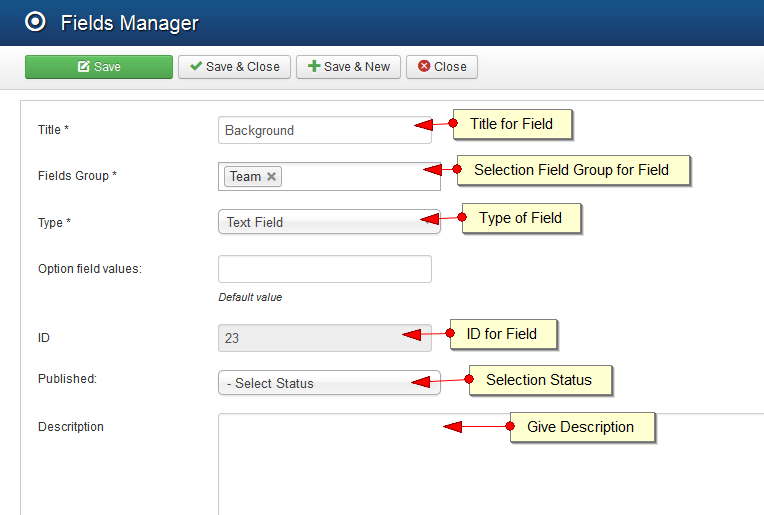 Fields Manager
Save Save & Close Save & New Close
Title * Background Title for Field
Fields Group * Team Selection Field Group for Field
Type * Text Field Type of Field
Option field values:
Default value
ID 23 ID for Field
Published: - Select Status Selection Status
Descritption Give Description